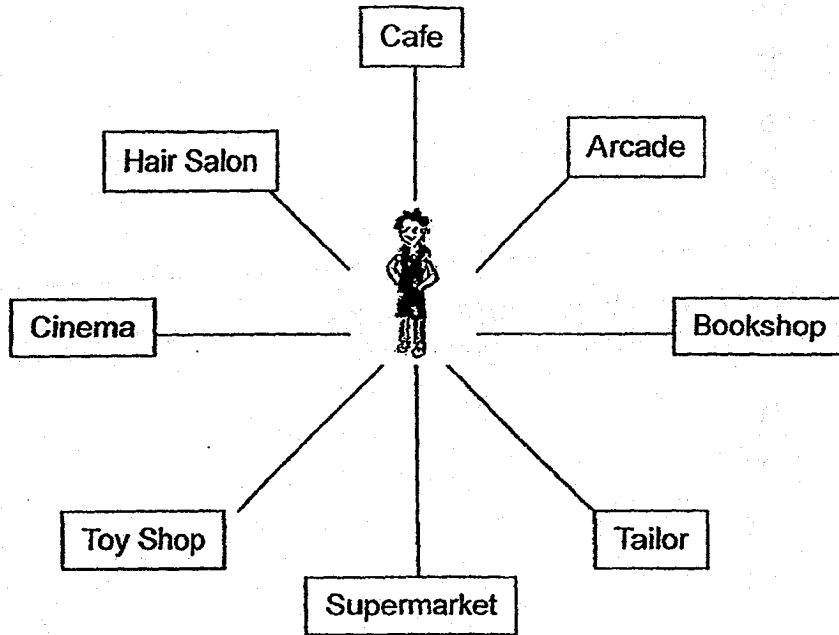 Cafe
Hair Salon
Arcade
Cinema
Bookshop
Toy Shop
Tailor
Supermarket